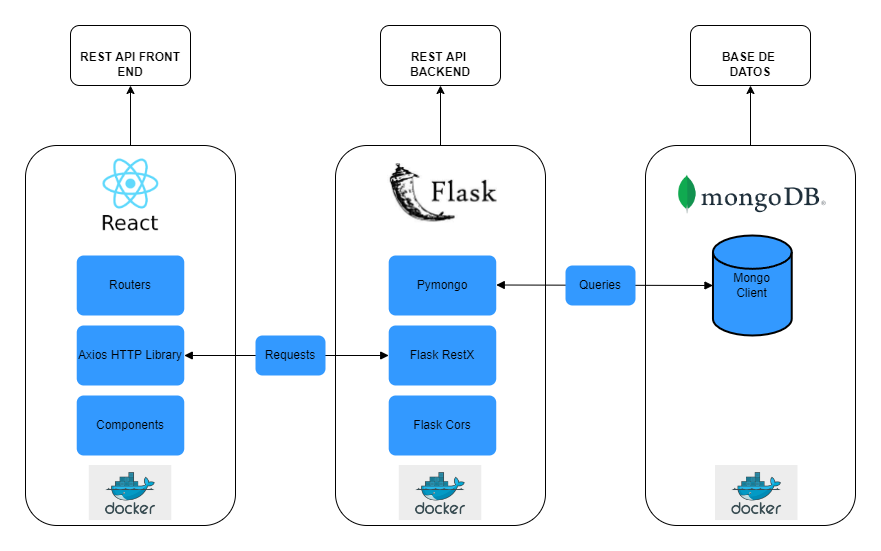 REST API FRONT
END
REST API
BACKEND
BASE DE
DATOS
React
Routers
Axios HTTP Library
Components
docker
Requests
Flask
Pymongo
Flask RestX
Flask Cors
docker
Queries
mongoDB®
Mongo
Client
docker